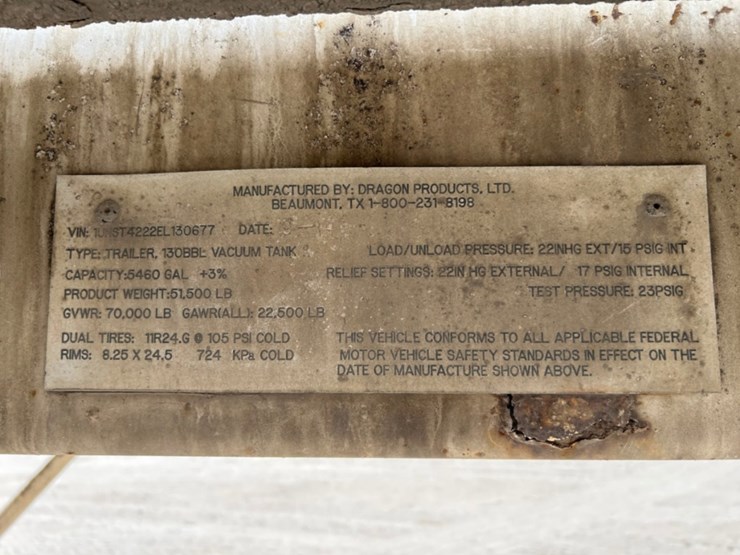 MANUFACTURED BY: DRAGON PRODUCTS, LTD.
BEAUMONT, TX 1-800-231-8198
VIN: 1UNST4222EL130677 DATE:
TYPE: TRAILER, 130BBL VACUUM TANK
LOAD/UNLOAD PRESSURE: 22INHG EXT/15 PSIG INT
CAPACITY:5460 GAL +3%
RELIEF SETTINGS: 22IN HG EXTERNAL/ 17 PSIG INTERNAL
PRODUCT WEIGHT:51,500 LB
TEST PRESSURE: 23PSIG
GVWR: 70,000 LB GAWR(ALL): 22,500 LB
DUAL TIRES: 11R24.G @ 105 PSI COLD
RIMS: 8.25 X 24.5 724 KPa COLD
THIS VEHICLE CONFORMS TO ALL APPLICABLE FEDERAL
MOTOR VEHICLE SAFETY STANDARDS IN EFFECT ON THE
DATE OF MANUFACTURE SHOWN ABOVE.